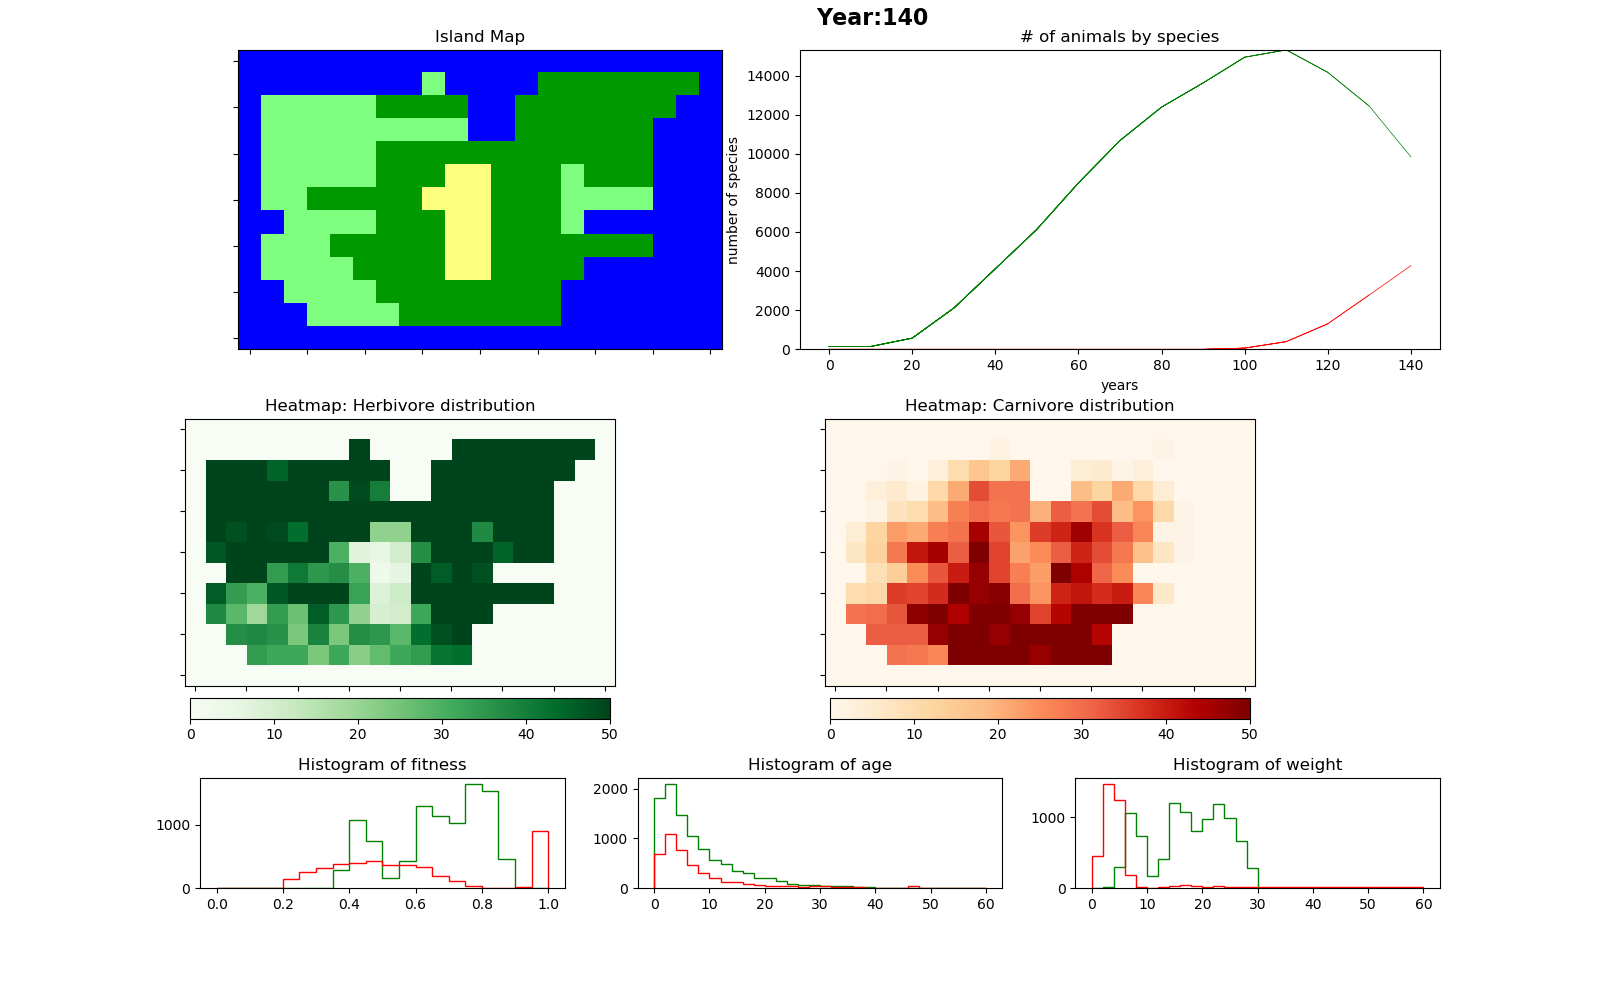 Year:140
Island Map
# of animals by species
number of species
14000
12000
10000
8000
6000
4000
2000
0
0 20 40 60 80 100 120 140
years
Heatmap: Herbivore distribution
0 10 20 30 40 50
Heatmap: Carnivore distribution
0 10 20 30 40 50
Histogram of fitness
1000
0
0.0 0.2 0.4 0.6 0.8 1.0
Histogram of age
2000
1000
0
0 10 20 30 40 50 60
Histogram of weight
1000
0
0 10 20 30 40 50 60